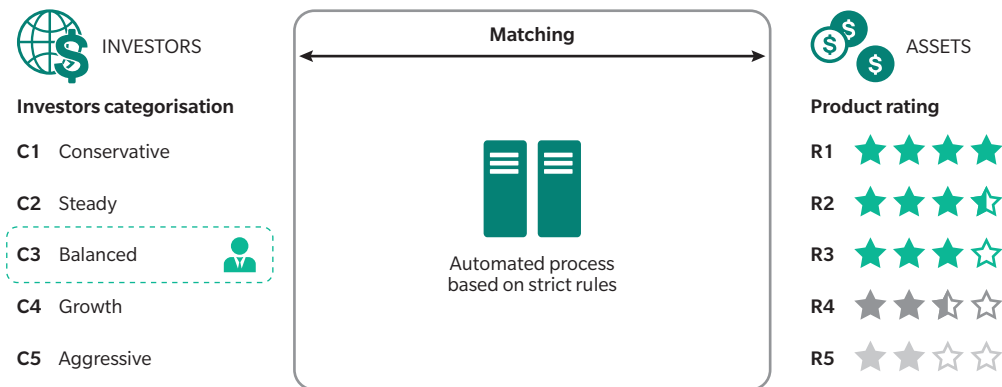 INVESTORS
Investors categorisation
C1 Conservative
C2 Steady
C3 Balanced
C4 Growth
C5 Aggressive
Matching
Automated process
based on strict rules
$ $ $ ASSETS
Product rating
R1
R2
R3
R4
R5